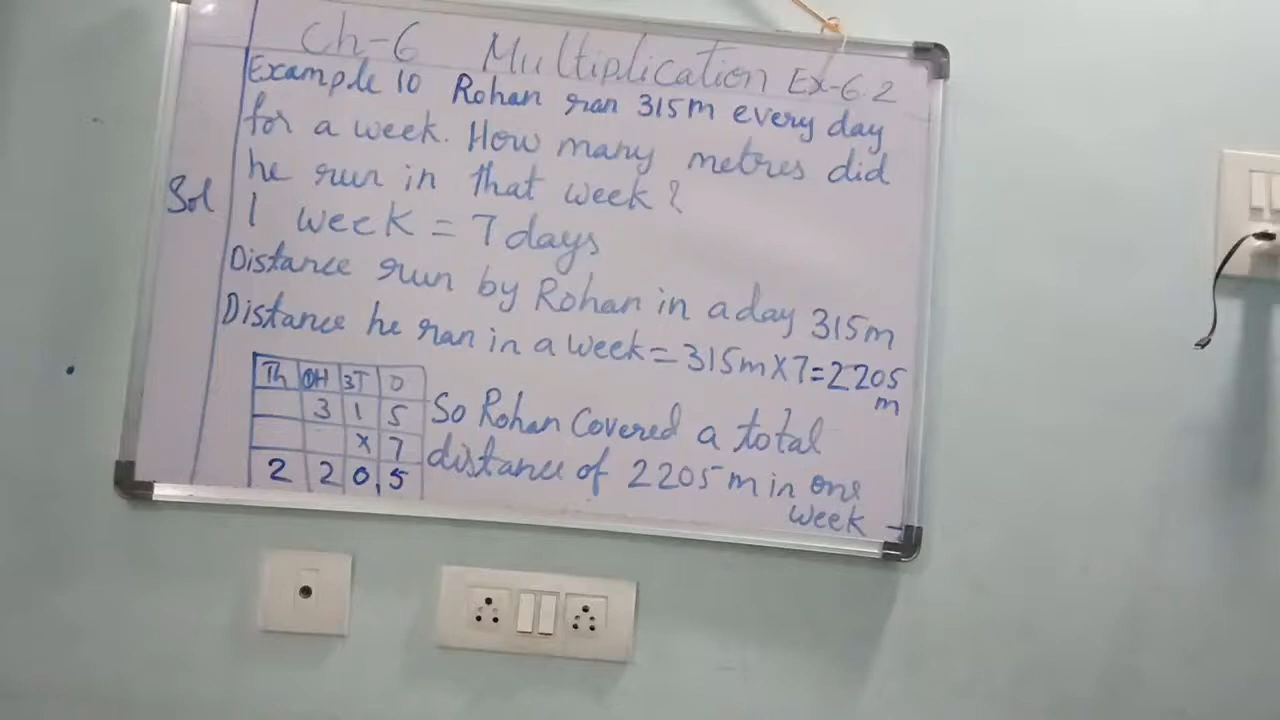 Ch-6 Multiplication Ex-6.2
Example 10 Rohan ran 315m every day
for a week. How many metres did
he run in that week?
Sol 1 week = 7 days
Distance run by Rohan in a day 315m
Distance he ran in a week = 315m×7=2205
m
Th 0H 3T O
3 1 5
× 7
2 2 0 5
So Rohan Covered a total
distance of 2205 m in one
week